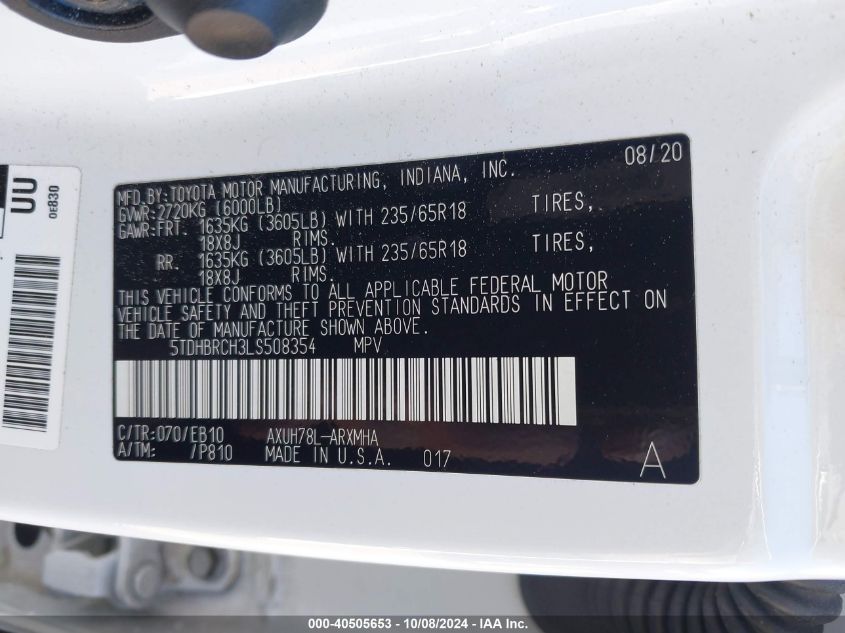 08/20
MFD.BY:TOYOTA MOTOR MANUFACTURING, INDIANA, INC.
GVWR:2720KG (6000LB)
GAWR:FRT. 1635KG (3605LB) WITH 235/65R18 TIRES,
18X8J RIMS.
RR. 1635KG (3605LB) WITH 235/65R18 TIRES,
18X8J RIMS.
THIS VEHICLE CONFORMS TO ALL APPLICABLE FEDERAL MOTOR
VEHICLE SAFETY AND THEFT PREVENTION STANDARDS IN EFFECT ON
THE DATE OF MANUFACTURE SHOWN ABOVE.
5TDHBRCH3LS508354 MPV
C/TR:070/EB10 AXUH78L-ARXMHA
A/TM: /P810 MADE IN U.S.A. 017
A
UU
0E830
000-40505653 - 10/08/2024 - IAA Inc.